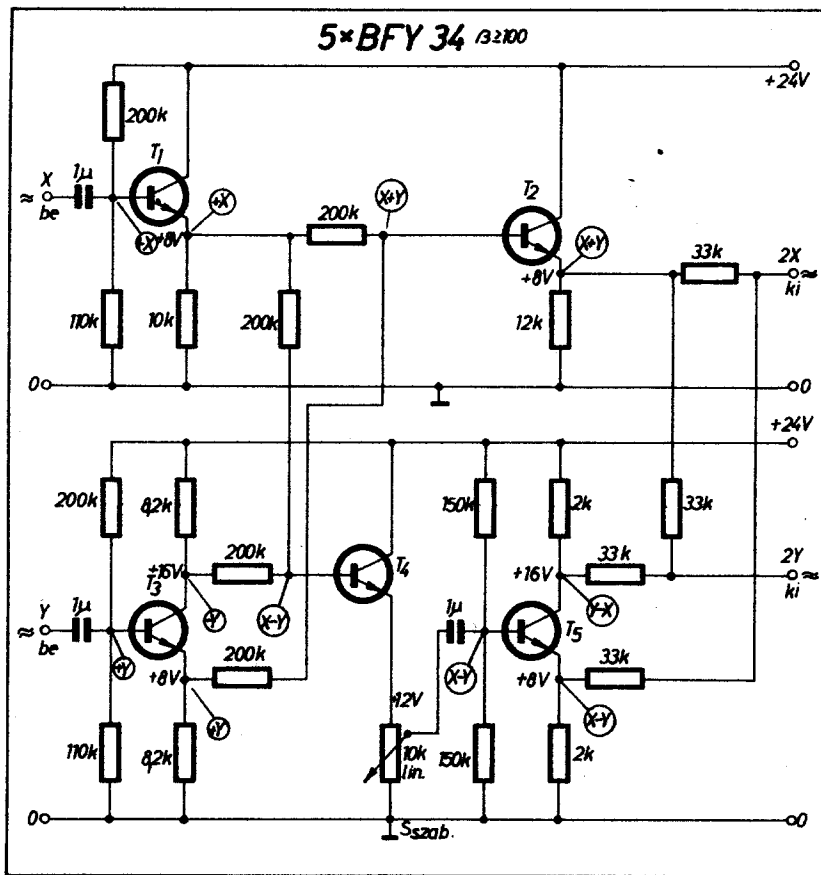 5×BFY 34 β≥100
+24V
200k
T1
1μ
X
≈
be
+X
+X
+8V
200k
X+Y
T2
X+Y
+8V
33k
2X
≈
ki
110k
10k
200k
12k
0
0
+24V
200k
8,2k
150k
2k
33k
200k
T4
+16V
T3
-Y
X-Y
+16V
33k
2Y
≈
ki
Y-X
Y
1μ
≈
be
+Y
1μ
T5
X-Y
+8V
200k
+8V
33k
+Y
+12V
X-Y
110k
8,2k
10k
lin.
150k
2k
0
Sszab.
0